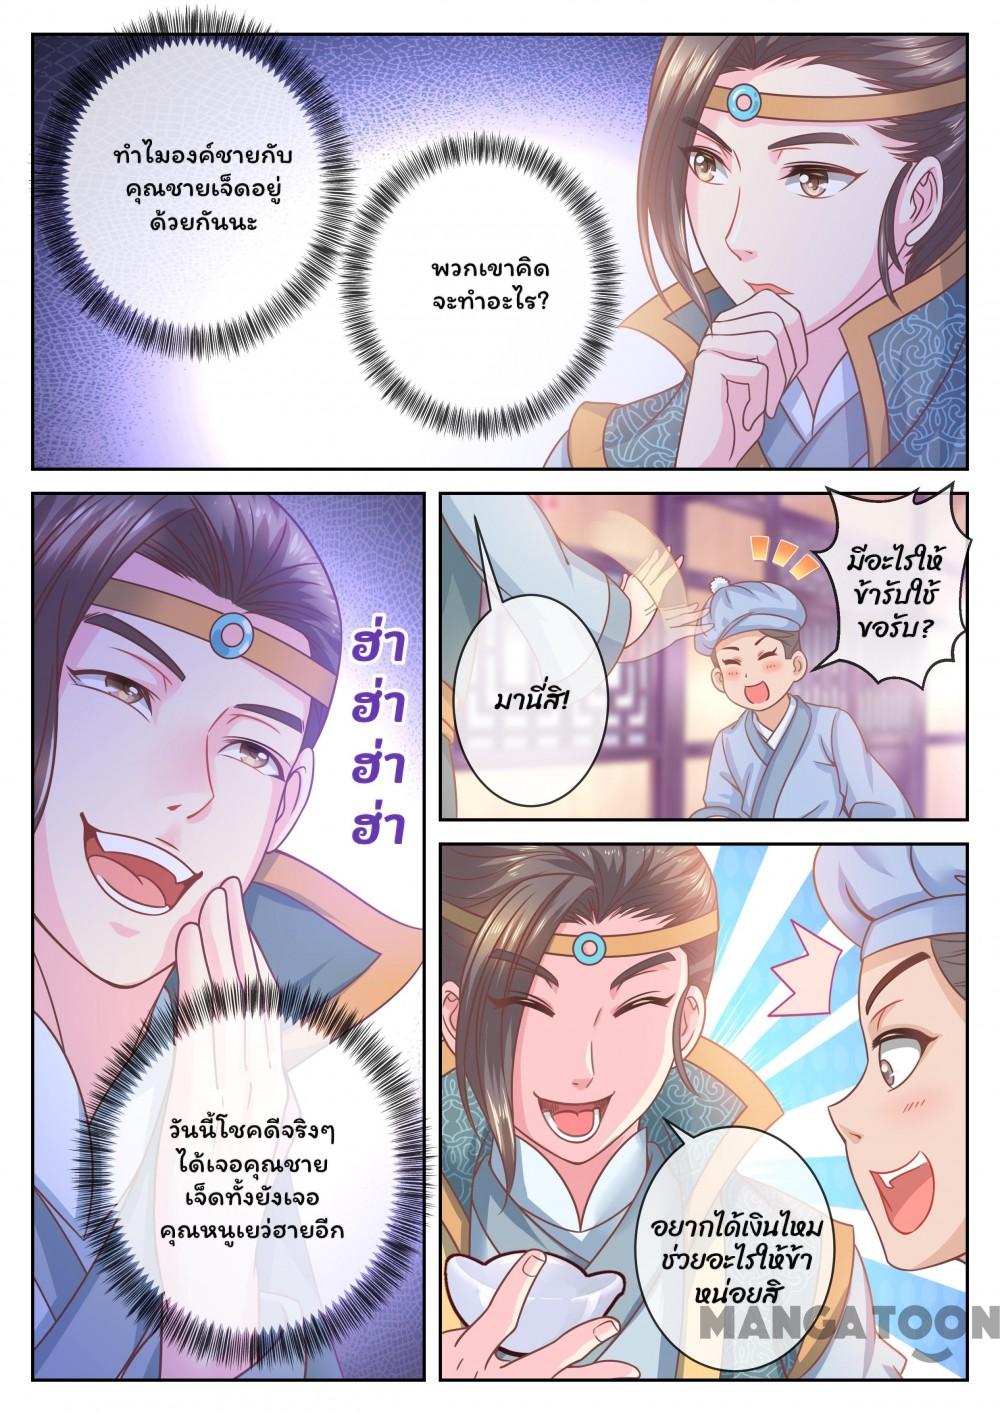 ทำไมองค์ชายกับ
คุณชายเจ็ดอยู่
ด้วยกันนะ
พวกเขาคิด
จะทำอะไร?
ฮ่า
ฮ่า
ฮ่า
ฮ่า
วันนี้โชคดีจริงๆ
ได้เจอคุณชาย
เจ็ดทั้งยังเจอ
คุณหนูเยว่ฮายอีก
มานี่สิ!
มีอะไรให้
ข้ารับใช้
ขอรับ?
อยากได้เงินไหม
ช่วยอะไรให้ข้า
หน่อยสิ
MANGATOON